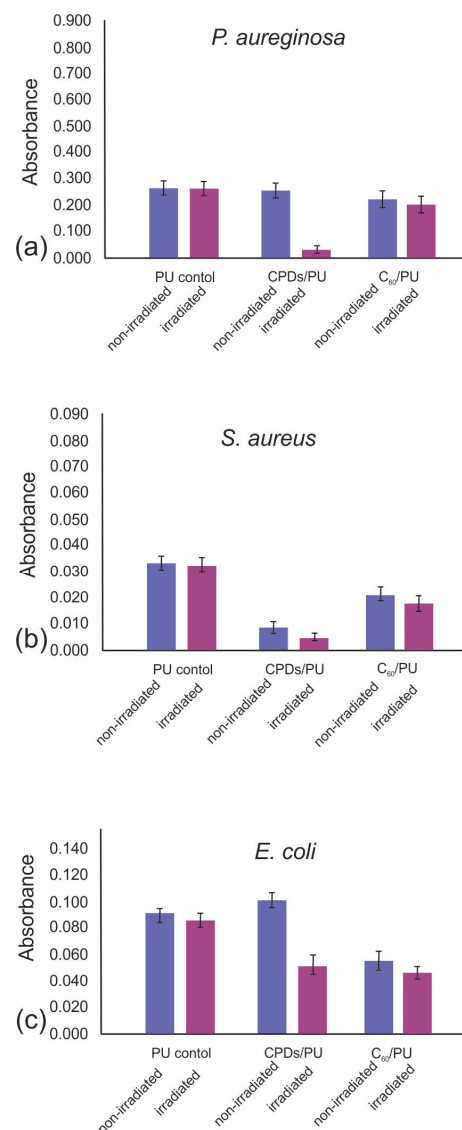 P. aureginosa
0.900
0.800
0.700
0.600
0.500
0.400
0.300
0.200
0.100
0.000
Absorbance
(a)
PU contol CPDs/PU C₆₀/PU
non-irradiated irradiated non-irradiated irradiated non-irradiated irradiated
S. aureus
0.090
0.080
0.070
0.060
0.050
0.040
0.030
0.020
0.010
0.000
Absorbance
(b)
PU contol CPDs/PU C₆₀/PU
non-irradiated irradiated non-irradiated irradiated non-irradiated irradiated
E. coli
0.140
0.120
0.100
0.080
0.060
0.040
0.020
0.000
Absorbance
(c)
PU contol CPDs/PU C₆₀/PU
non-irradiated irradiated non-irradiated irradiated non-irradiated irradiated